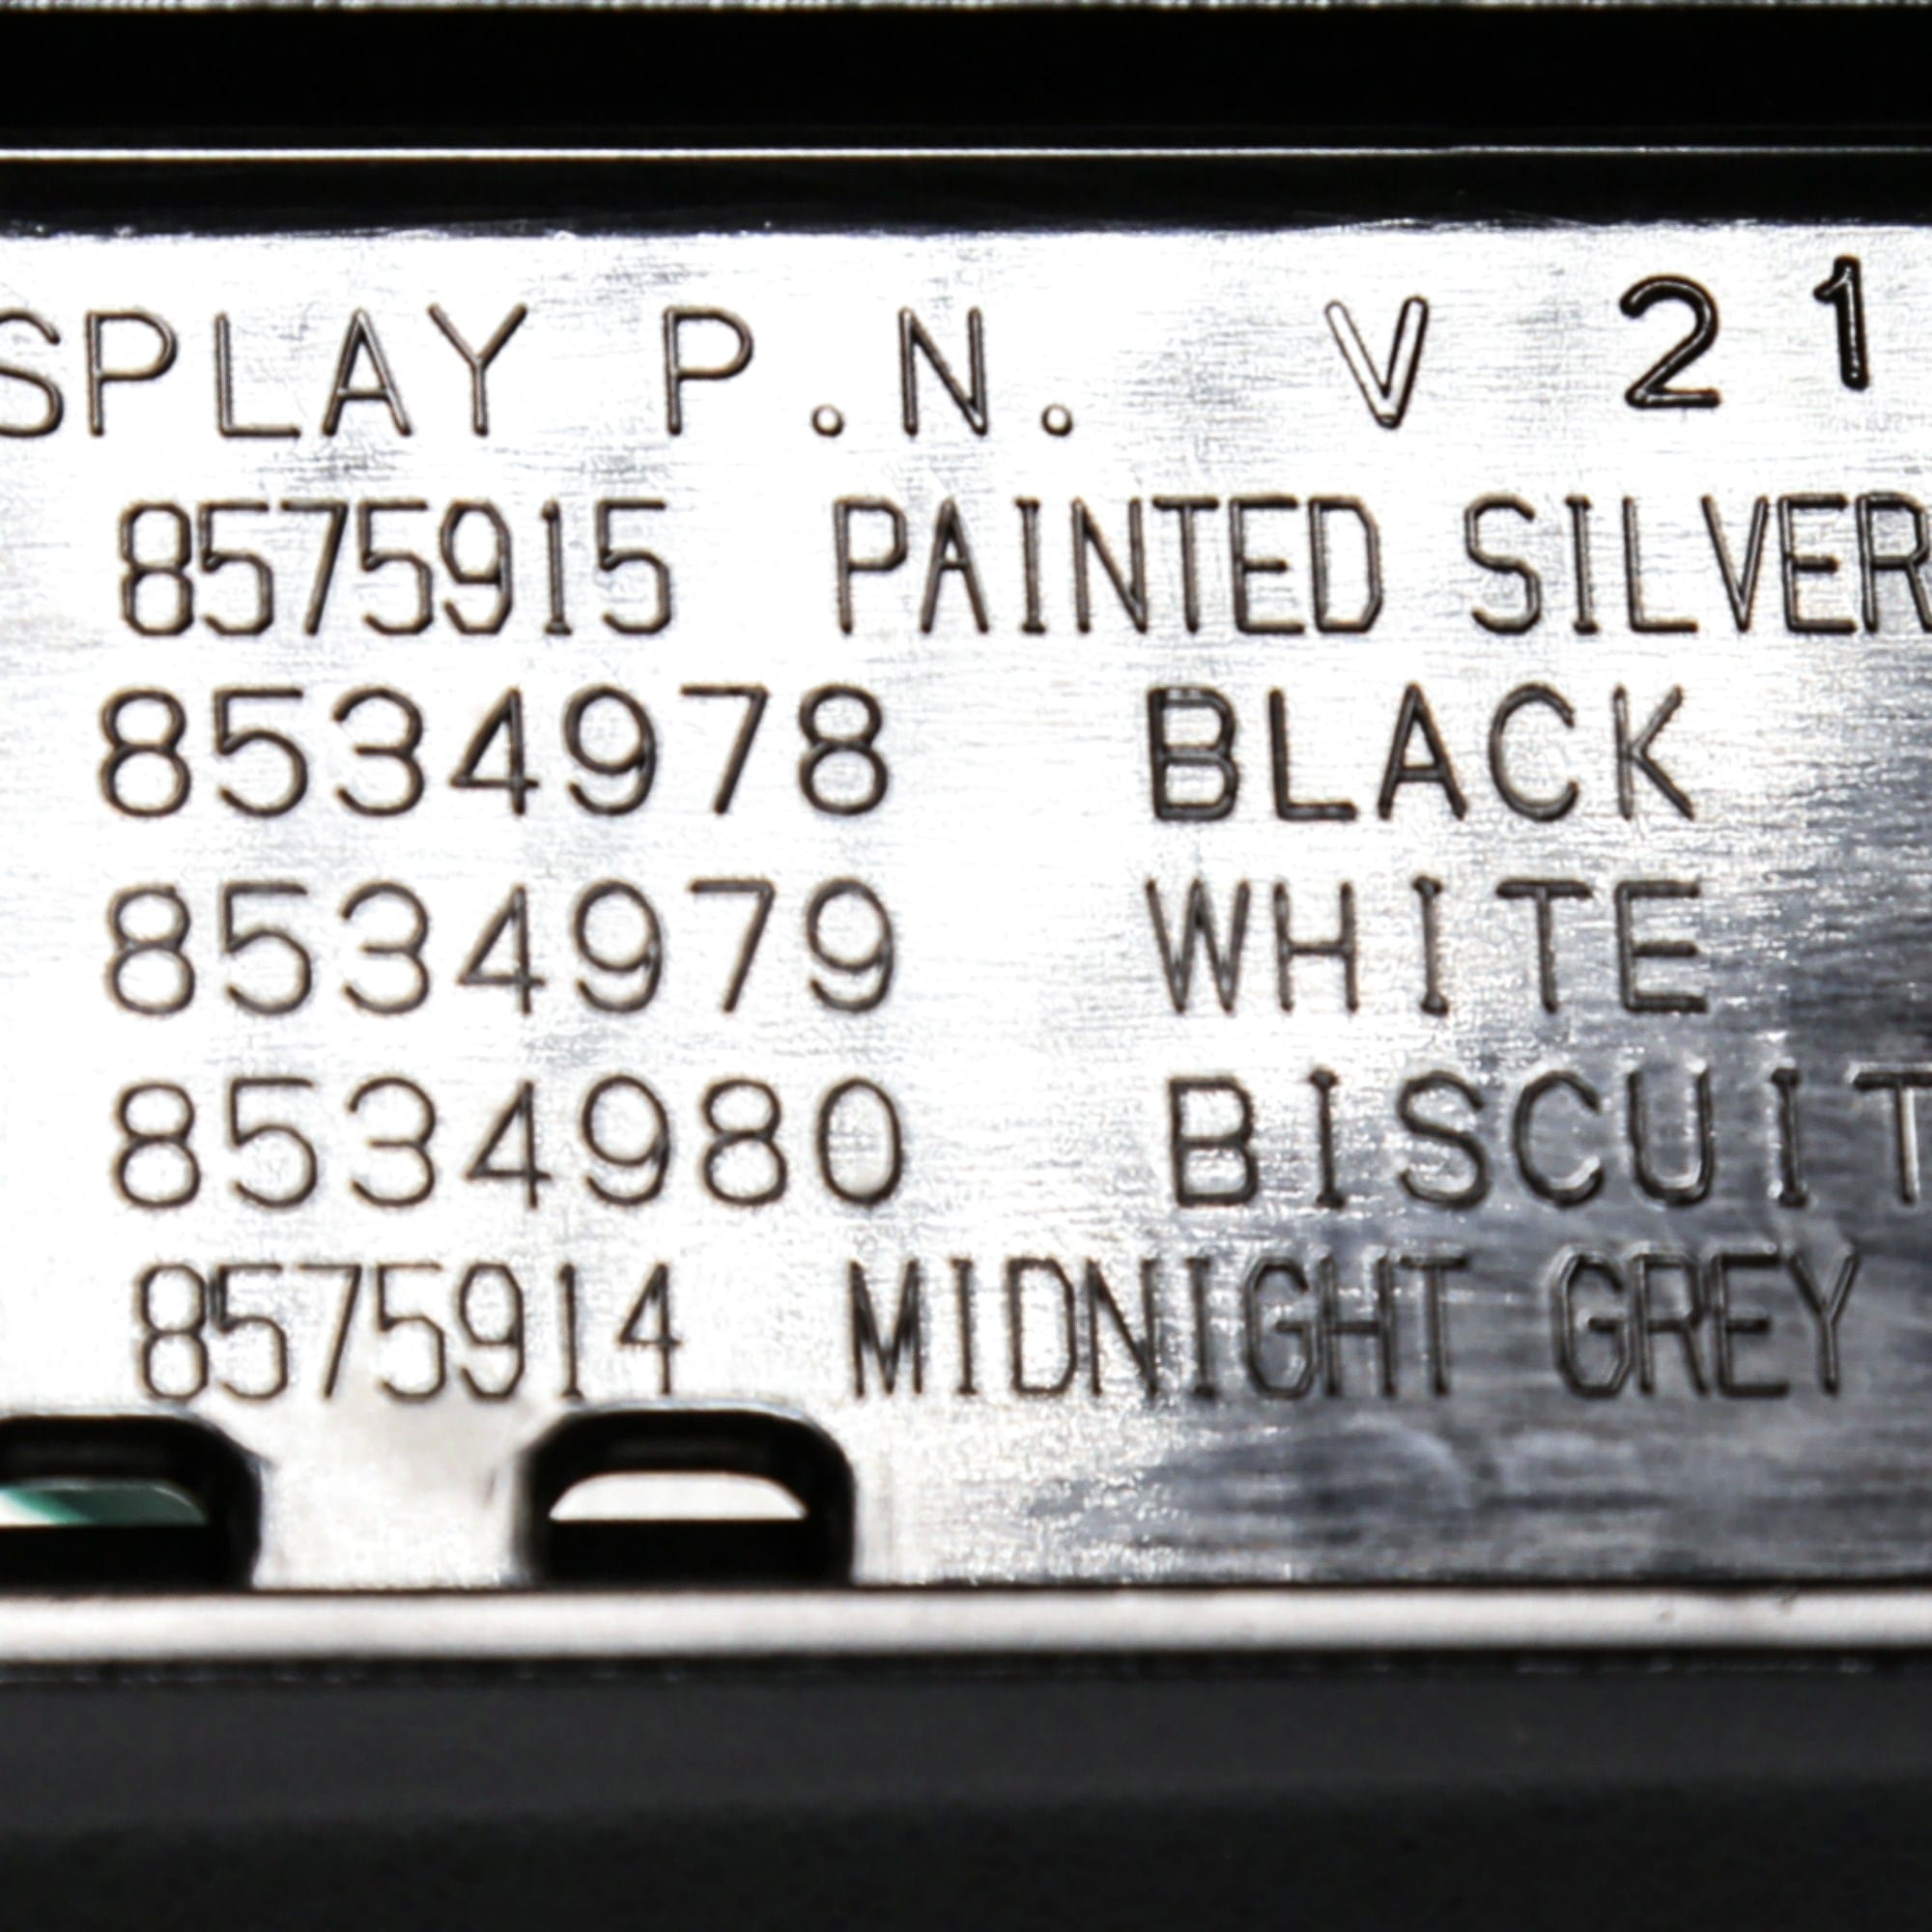 SPLAY P.N. V 21
8575915 PAINTED SILVER
8534978 BLACK
8534979 WHITE
8534980 BISCUIT
8575914 MIDNIGHT GREY